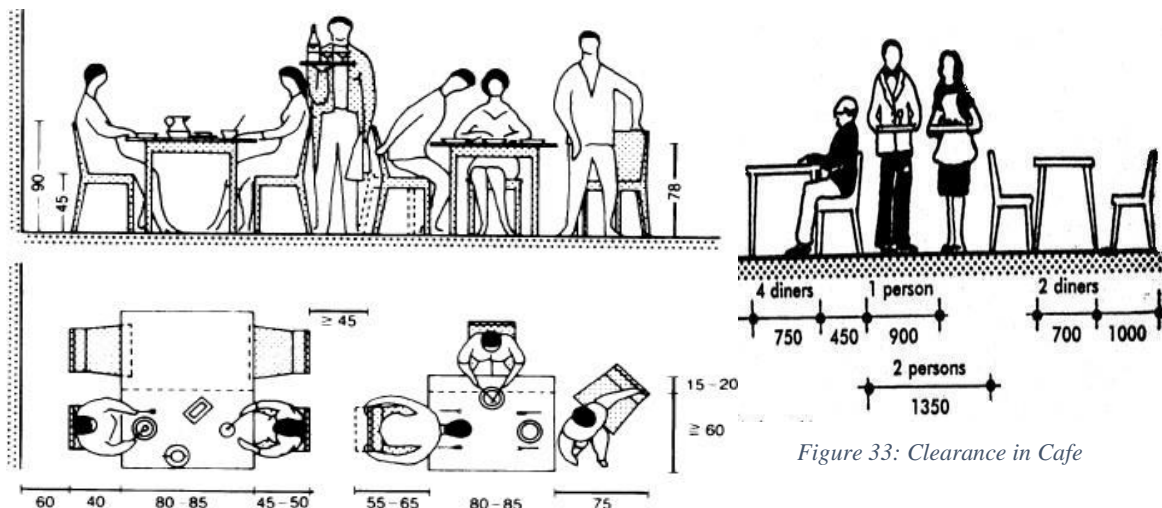 90
45
78
≥ 45
15 - 20
≧ 60
60 40 80 - 85 45 - 50 55 - 65 80 - 85 75
4 diners 1 person 2 diners
750 450 900 700 1000
2 persons
1350
Figure 33: Clearance in Cafe